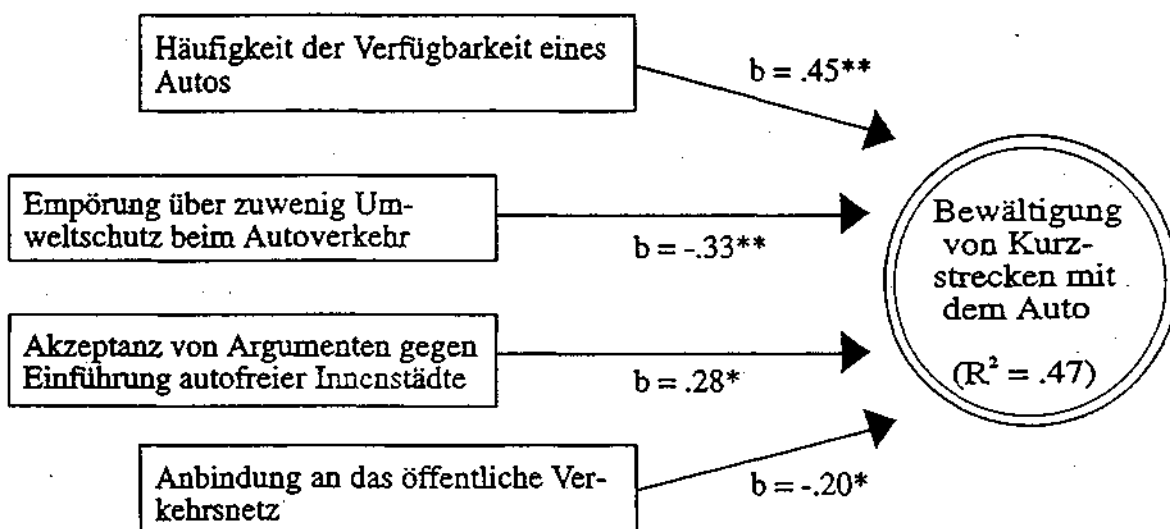 Häufigkeit der Verfügbarkeit eines
Autos
b = .45**
Empörung über zuwenig Um-
weltschutz beim Autoverkehr
b = -.33**
Akzeptanz von Argumenten gegen
Einführung autofreier Innenstädte
b = .28*
Anbindung an das öffentliche Ver-
kehrsnetz
b = -.20*
Bewältigung
von Kurz-
strecken mit
dem Auto
(R² = .47)